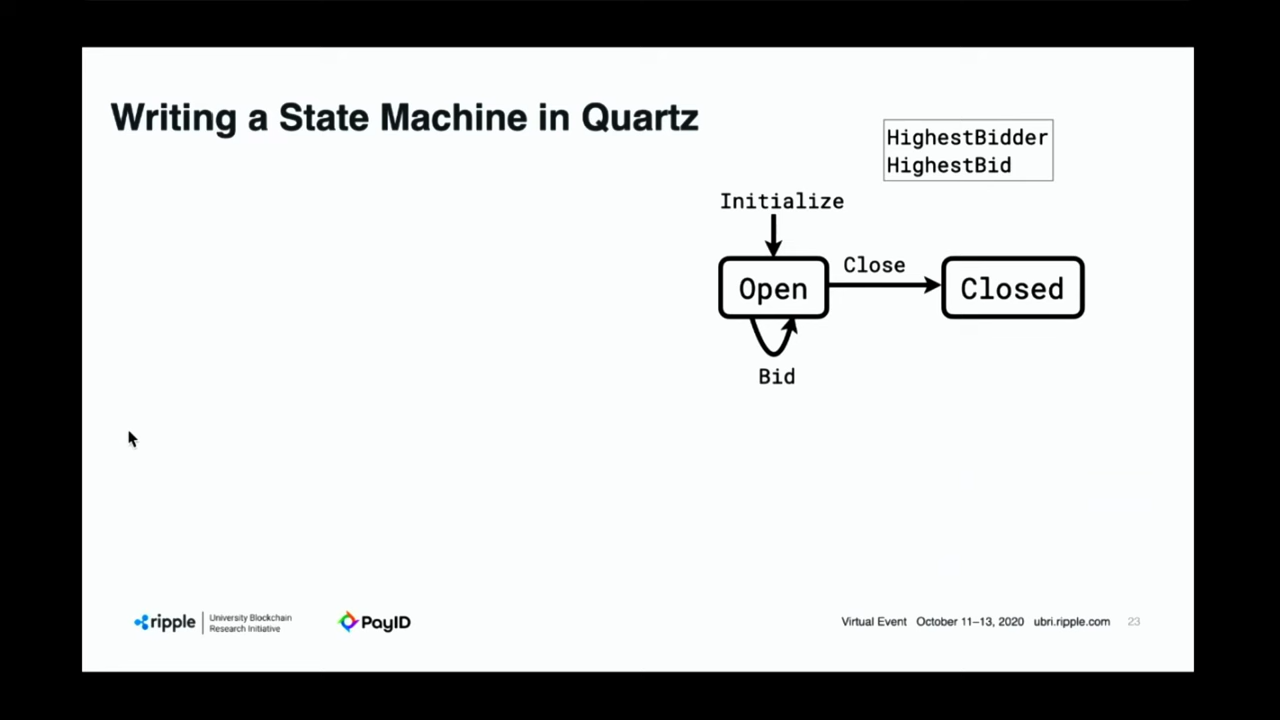 Writing a State Machine in Quartz
HighestBidder
HighestBid
Initialize
Close
Open
Closed
Bid
ripple
University Blockchain
Research Initiative
PayID
Virtual Event October 11–13, 2020 ubri.ripple.com 23